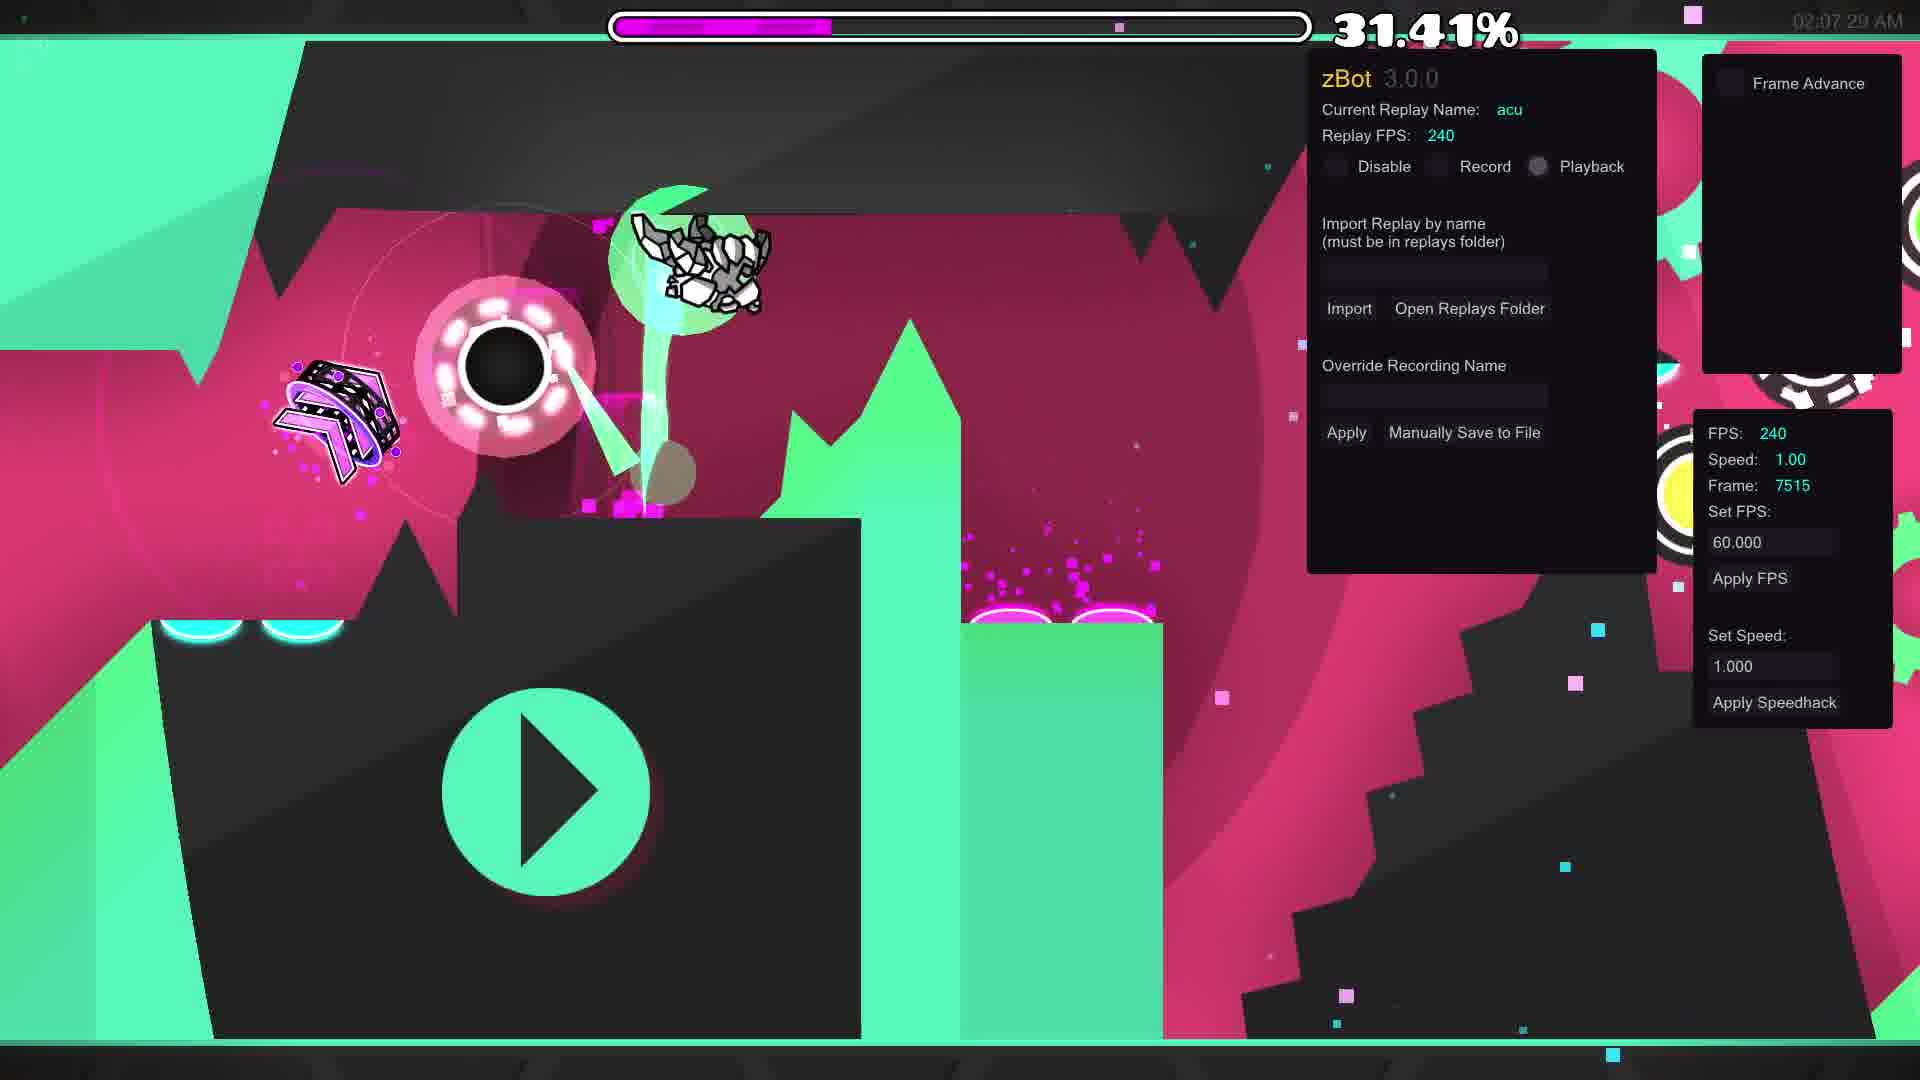 31.41%
02:07:29 AM
zBot 3.0.0
Current Replay Name: acu
Replay FPS: 240
Disable Record Playback
Import Replay by name
(must be in replays folder)
Import Open Replays Folder
Override Recording Name
Apply Manually Save to File
Frame Advance
FPS: 240
Speed: 1.00
Frame: 7515
Set FPS:
60.000
Apply FPS
Set Speed:
1.000
Apply Speedhack